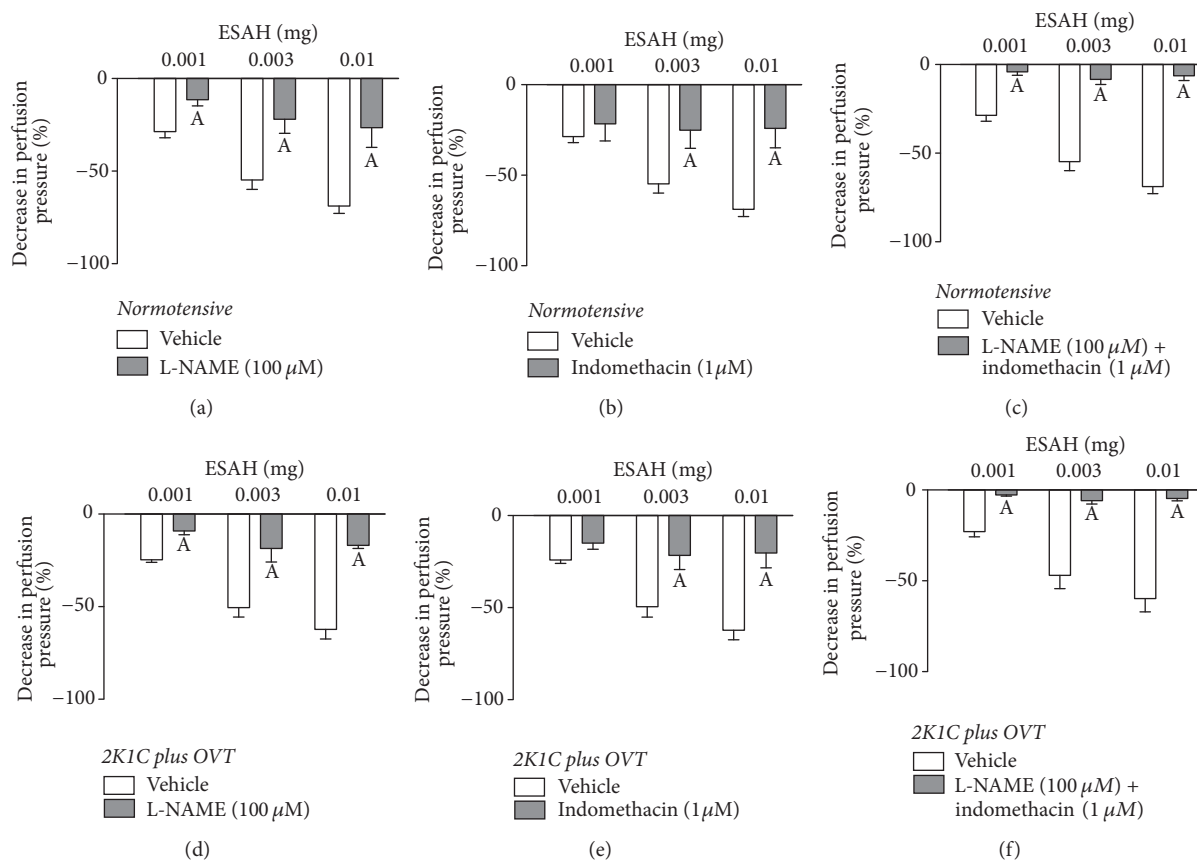 ESAH (mg)
0.001 0.003 0.01
0
−50
−100
Decrease in perfusion
pressure (%)
A
A
A
Normotensive
Vehicle
L-NAME (100 μM)
(a)
ESAH (mg)
0.001 0.003 0.01
0
−50
−100
Decrease in perfusion
pressure (%)
A
A
Normotensive
Vehicle
Indomethacin (1μM)
(b)
ESAH (mg)
0.001 0.003 0.01
0
−50
−100
Decrease in perfusion
pressure (%)
A
A
A
Normotensive
Vehicle
L-NAME (100 μM) +
indomethacin (1 μM)
(c)
ESAH (mg)
0.001 0.003 0.01
0
−50
−100
Decrease in perfusion
pressure (%)
A
A
A
2K1C plus OVT
Vehicle
L-NAME (100 μM)
(d)
ESAH (mg)
0.001 0.003 0.01
0
−50
−100
Decrease in perfusion
pressure (%)
A
A
2K1C plus OVT
Vehicle
Indomethacin (1μM)
(e)
ESAH (mg)
0.001 0.003 0.01
0
−50
−100
Decrease in perfusion
pressure (%)
A
A
A
2K1C plus OVT
Vehicle
L-NAME (100 μM) +
indomethacin (1 μM)
(f)